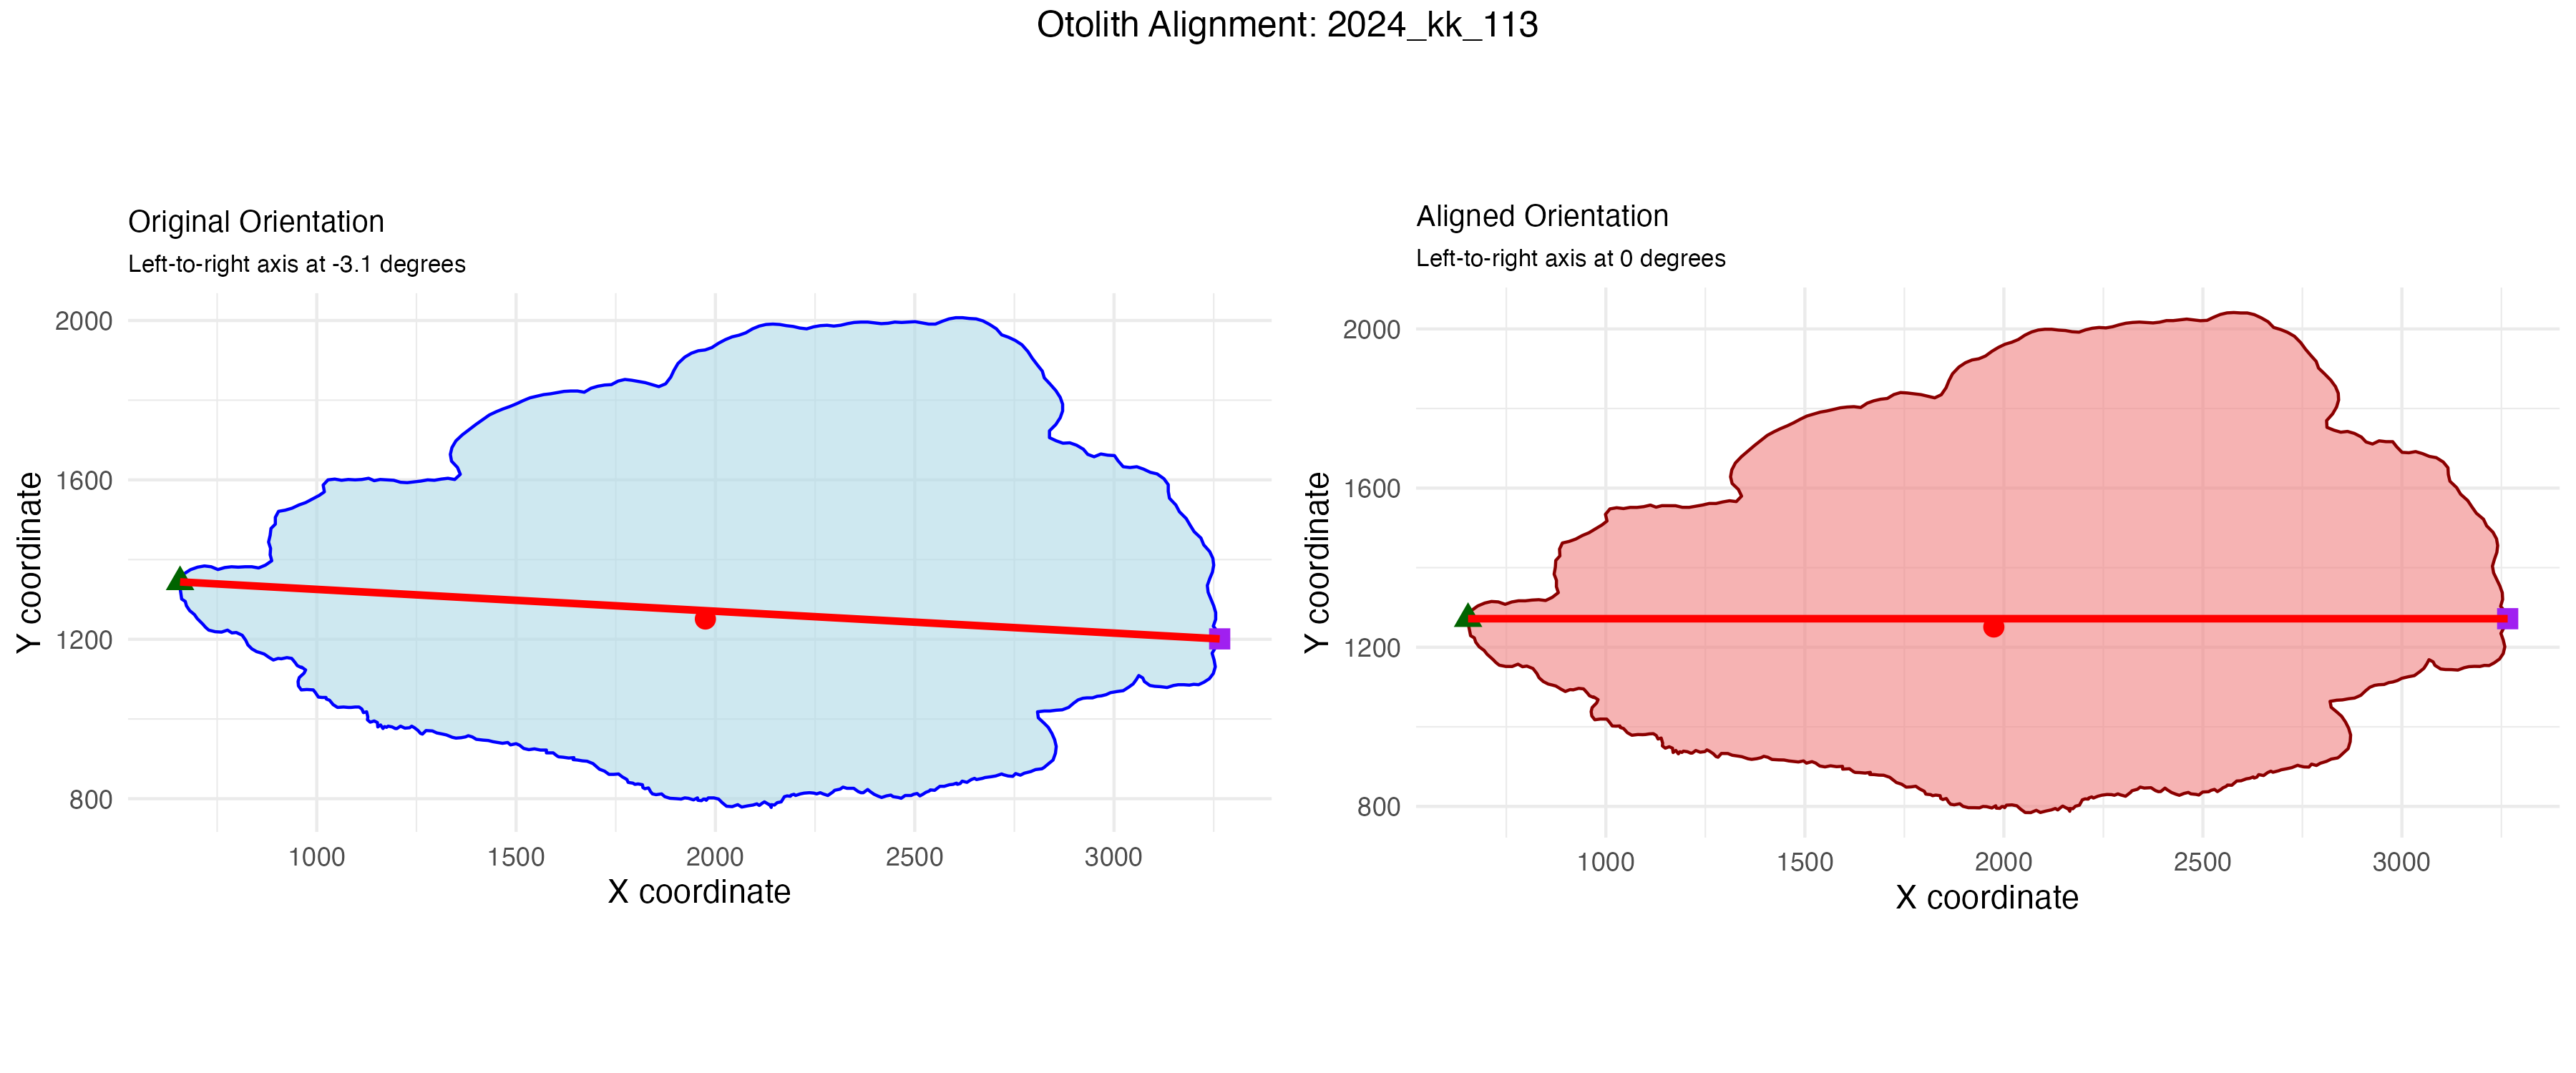 Otolith Alignment: 2024_kk_113
Original Orientation
Left-to-right axis at -3.1 degrees
2000
1600
1200
800
Y coordinate
1000 1500 2000 2500 3000
X coordinate
Aligned Orientation
Left-to-right axis at 0 degrees
2000
1600
1200
800
Y coordinate
1000 1500 2000 2500 3000
X coordinate